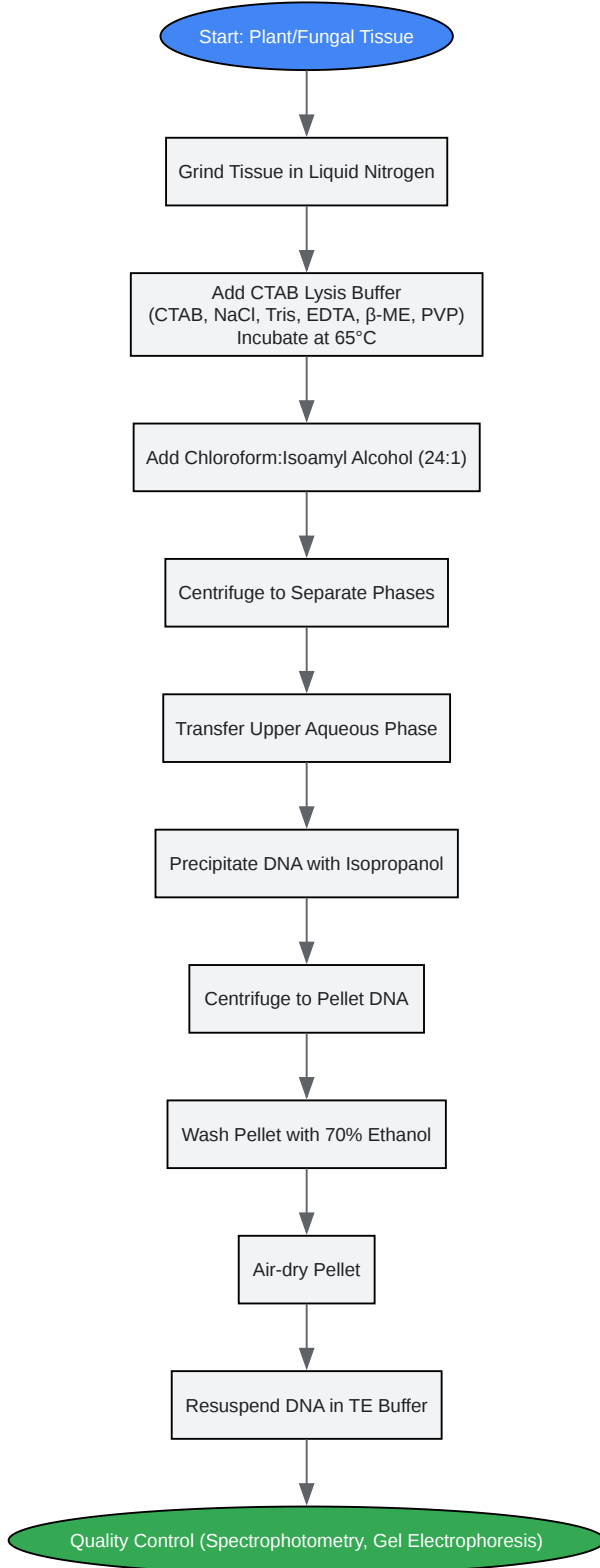 Start: Plant/Fungal Tissue
Grind Tissue in Liquid Nitrogen
Add CTAB Lysis Buffer
(CTAB, NaCl, Tris, EDTA, β-ME, PVP)
Incubate at 65°C
Add Chloroform:Isoamyl Alcohol (24:1)
Centrifuge to Separate Phases
Transfer Upper Aqueous Phase
Precipitate DNA with Isopropanol
Centrifuge to Pellet DNA
Wash Pellet with 70% Ethanol
Air-dry Pellet
Resuspend DNA in TE Buffer
Quality Control (Spectrophotometry, Gel Electrophoresis)